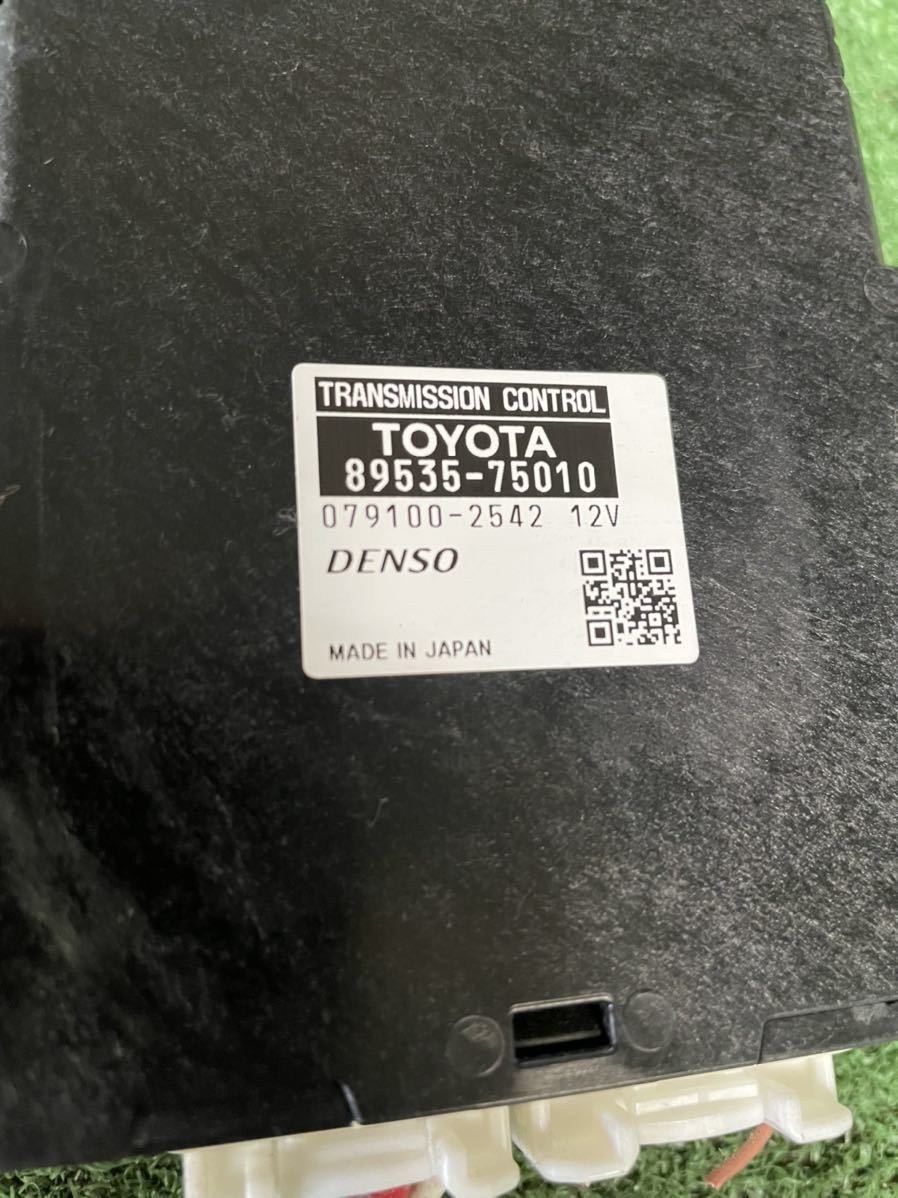 TRANSMISSION CONTROL
TOYOTA
89535-75010
079100-2542 12V
DENSO
MADE IN JAPAN